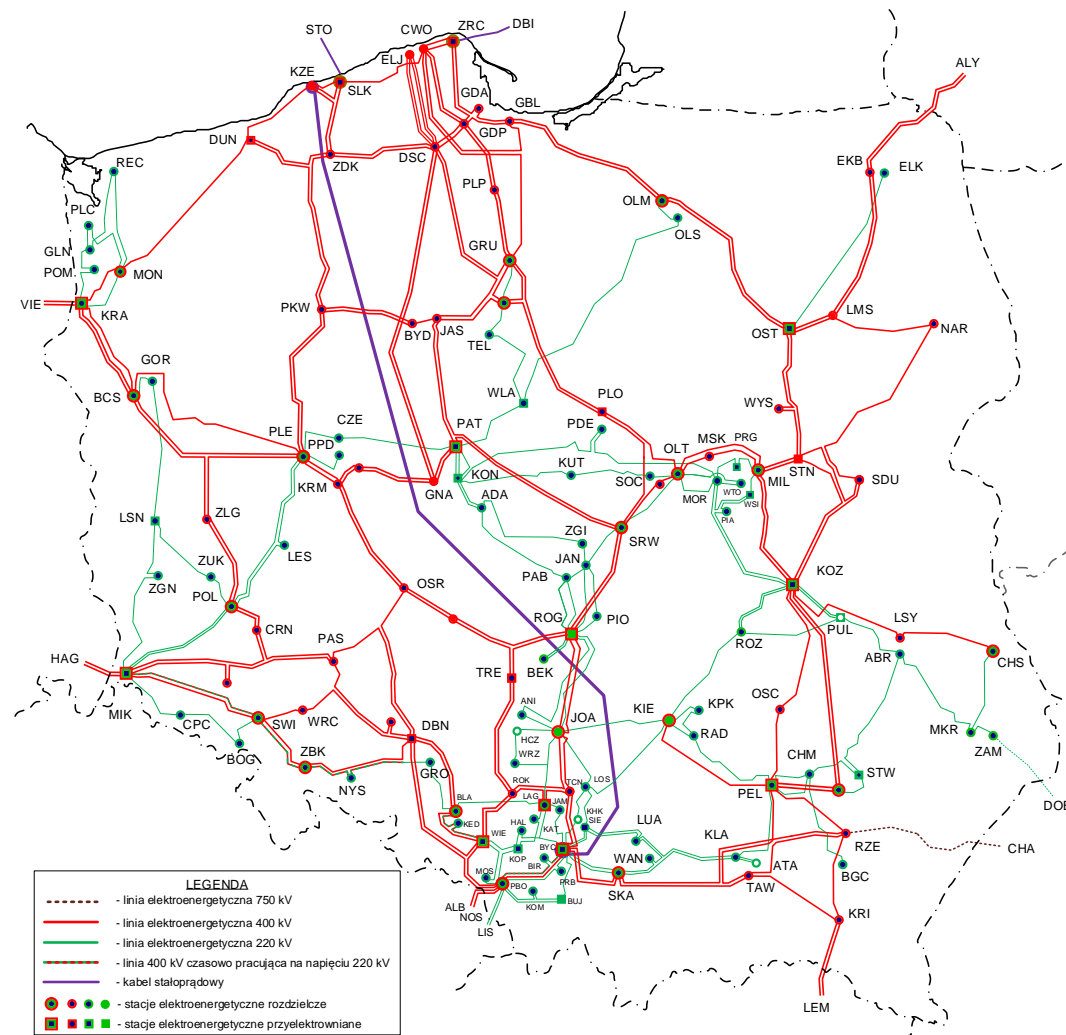 STO
CWO
ZRC
DBI
ELJ
KZE
SLK
ALY
GDA
GBL
GDP
DUN
ZDK
DSC
REC
EKB
ELK
PLP
OLM
PLC
OLS
GLN
GRU
POM
MON
VIE
KRA
PKW
BYD
JAS
TEL
OST
LMS
NAR
GOR
BCS
WLA
PLO
WYS
CZE
PDE
PLE
PPD
PAT
OLT
MSK
PRG
KRM
KON
KUT
SOC
MIL
STN
GNA
MOR
WTO
WSI
SDU
ADA
PIA
LSN
ZLG
ZGI
SRW
LES
JAN
ZUK
ZGN
PAB
KOZ
POL
OSR
ROG
PIO
PUL
LSY
CRN
ROZ
ABR
CHS
HAG
PAS
BEK
TRE
MIK
ANI
KIE
KPK
OSC
CPC
SWI
WRC
DBN
HCZ
JOA
RAD
MKR
ZAM
BOG
WRZ
ZBK
NYS
GRO
CHM
STW
ROK
TCN
LOS
PEL
DOB
BLA
LAG
JAM
KHK
KED
HAL
KAT
SIE
LUA
KLA
WIE
RZE
KOP
BYC
WAN
ATA
CHA
BIR
MOS
PRB
SKA
TAW
BGC
PBO
KOM
BUJ
ALB
NOS
LIS
KRI
LEM
LEGENDA
- linia elektroenergetyczna 750 kV
- linia elektroenergetyczna 400 kV
- linia elektroenergetyczna 220 kV
- linia 400 kV czasowo pracująca na napięciu 220 kV
- kabel stałoprądowy
- stacje elektroenergetyczne rozdzielcze
- stacje elektroenergetyczne przyelektrowniane